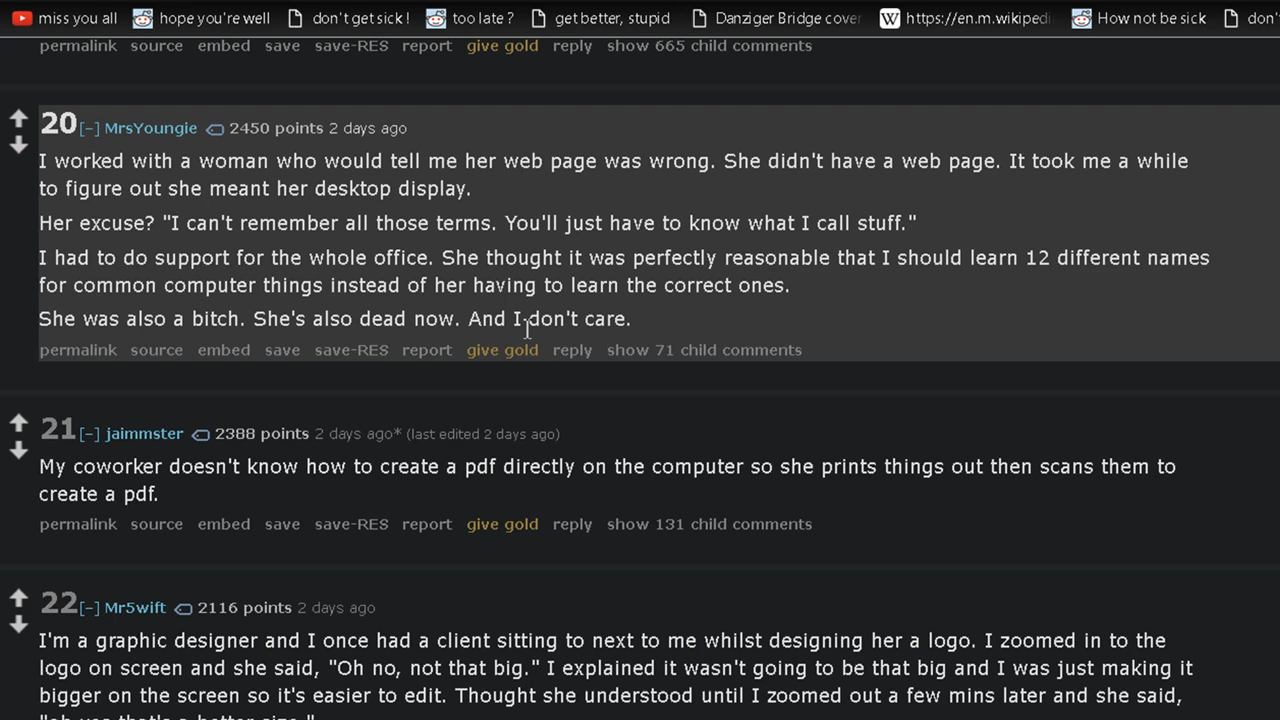 miss you all hope you're well don't get sick ! too late ? get better, stupid Danziger Bridge cover https://en.m.wikipedi How not be sick don'
permalink source embed save save-RES report give gold reply show 665 child comments
20 [-] MrsYoungie 2450 points 2 days ago
I worked with a woman who would tell me her web page was wrong. She didn't have a web page. It took me a while
to figure out she meant her desktop display.
Her excuse? "I can't remember all those terms. You'll just have to know what I call stuff."
I had to do support for the whole office. She thought it was perfectly reasonable that I should learn 12 different names
for common computer things instead of her having to learn the correct ones.
She was also a bitch. She's also dead now. And I don't care.
permalink source embed save save-RES report give gold reply show 71 child comments
21 [-] jaimmster 2388 points 2 days ago* (last edited 2 days ago)
My coworker doesn't know how to create a pdf directly on the computer so she prints things out then scans them to
create a pdf.
permalink source embed save save-RES report give gold reply show 131 child comments
22 [-] Mr5wift 2116 points 2 days ago
I'm a graphic designer and I once had a client sitting to next to me whilst designing her a logo. I zoomed in to the
logo on screen and she said, "Oh no, not that big." I explained it wasn't going to be that big and I was just making it
bigger on the screen so it's easier to edit. Thought she understood until I zoomed out a few mins later and she said,
"oh yes that's a better size."